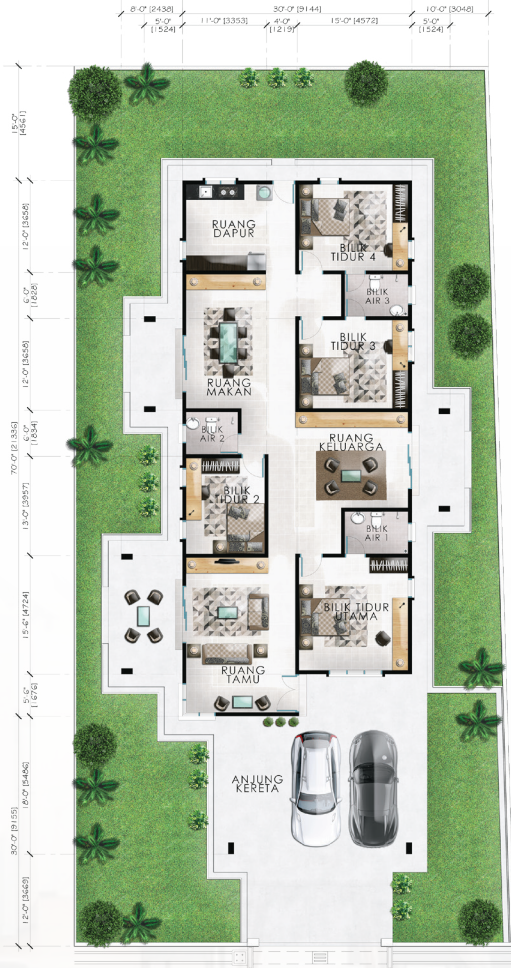 8'-0" [2438]
30'-0" [9144]
10'-0" [3048]
5'-0"
[1524]
11'-0" [3353]
4'-0"
[1219]
15'-0" [4572]
5'-0"
[1524]
15'-0"
[4561]
12'-0" [3658]
6'-0"
[1828]
12'-0" [3658]
6'-0"
[1834]
70'-0" [21336]
13'-0" [3957]
15'-6" [4724]
5'-6"
[1676]
18'-0" [5486]
30'-0" [9155]
12'-0" [3669]
RUANG
DAPUR
BILIK
TIDUR 4
BILIK
AIR 3
BILIK
TIDUR 3
RUANG
MAKAN
BILIK
AIR 2
RUANG
KELUARGA
BILIK
TIDUR 2
BILIK
AIR 1
BILIK TIDUR
UTAMA
RUANG
TAMU
ANJUNG
KERETA